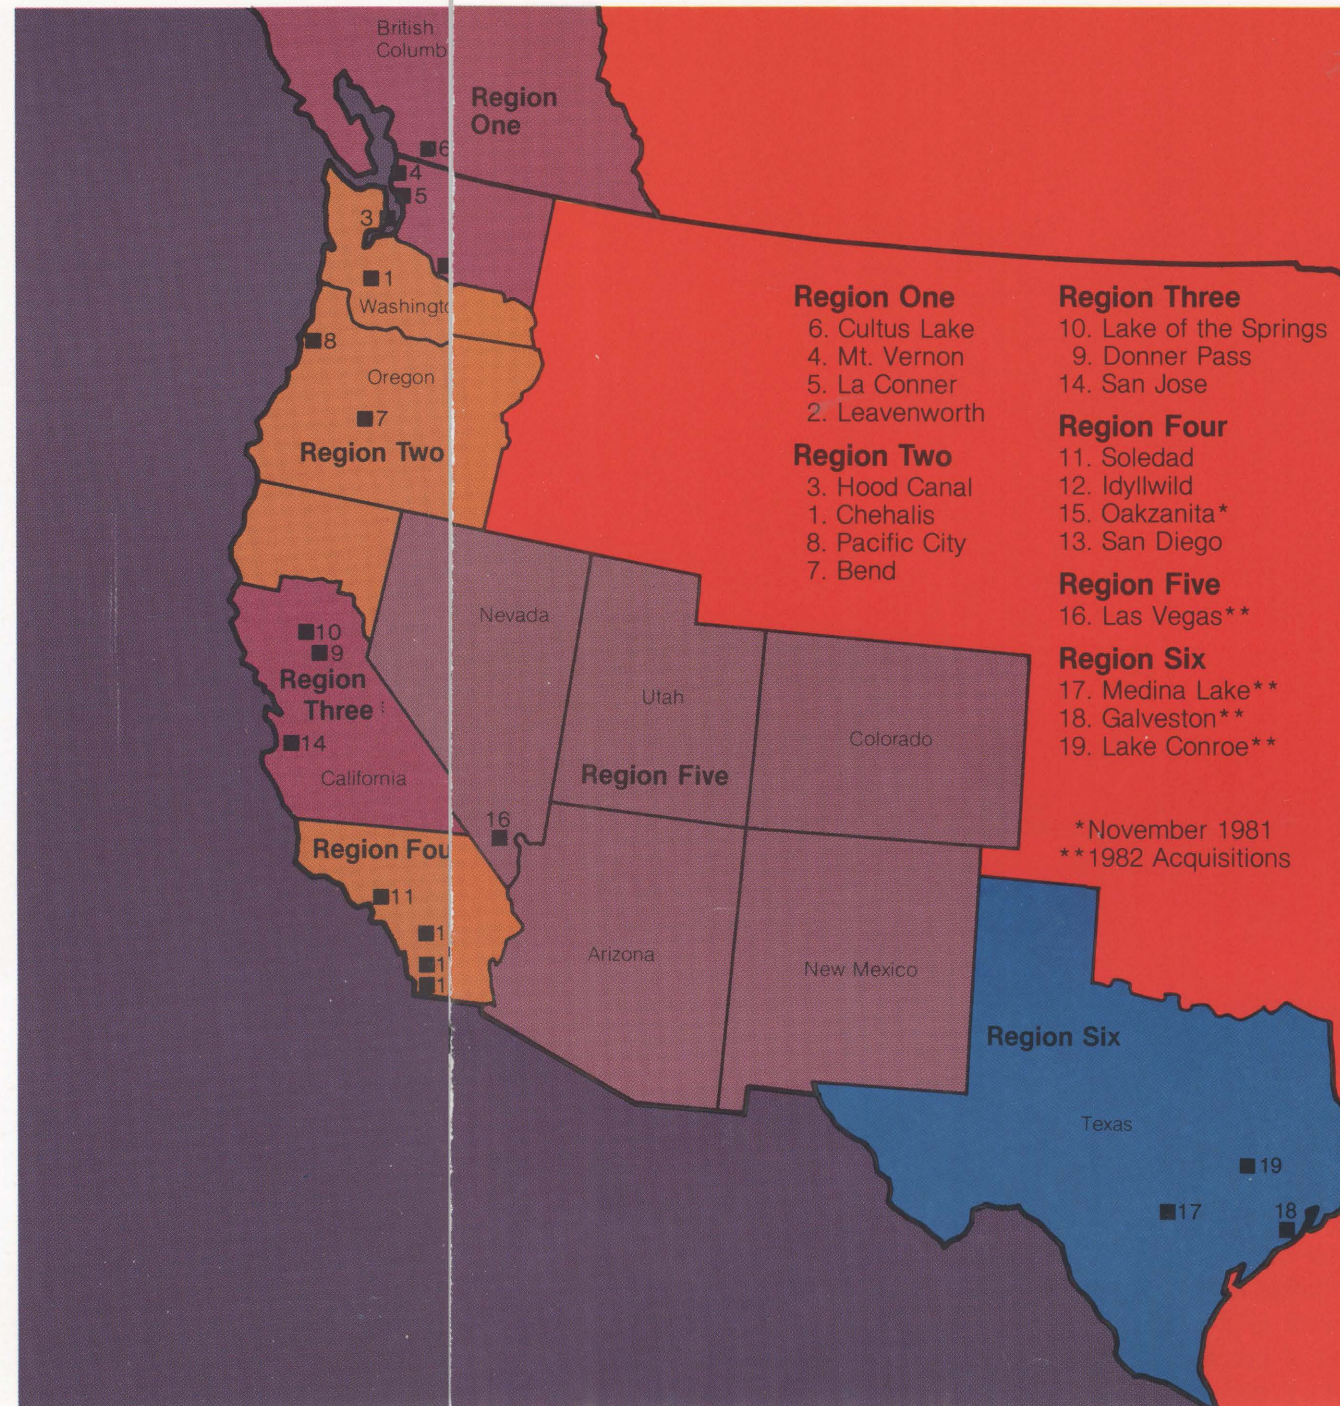 British
Columb
Region
One
6
4
5
3
1
Washingto
8
Oregon
7
Region Two
10
9
Region
Three
14
California
Nevada
Utah
Colorado
Region Five
16
Region Fou
11
1
1
1
Arizona
New Mexico
Region Six
Texas
19
17
18
Region One
6. Cultus Lake
4. Mt. Vernon
5. La Conner
2. Leavenworth
Region Two
3. Hood Canal
1. Chehalis
8. Pacific City
7. Bend
Region Three
10. Lake of the Springs
9. Donner Pass
14. San Jose
Region Four
11. Soledad
12. Idyllwild
15. Oakzanita*
13. San Diego
Region Five
16. Las Vegas**
Region Six
17. Medina Lake**
18. Galveston**
19. Lake Conroe**
*November 1981
**1982 Acquisitions